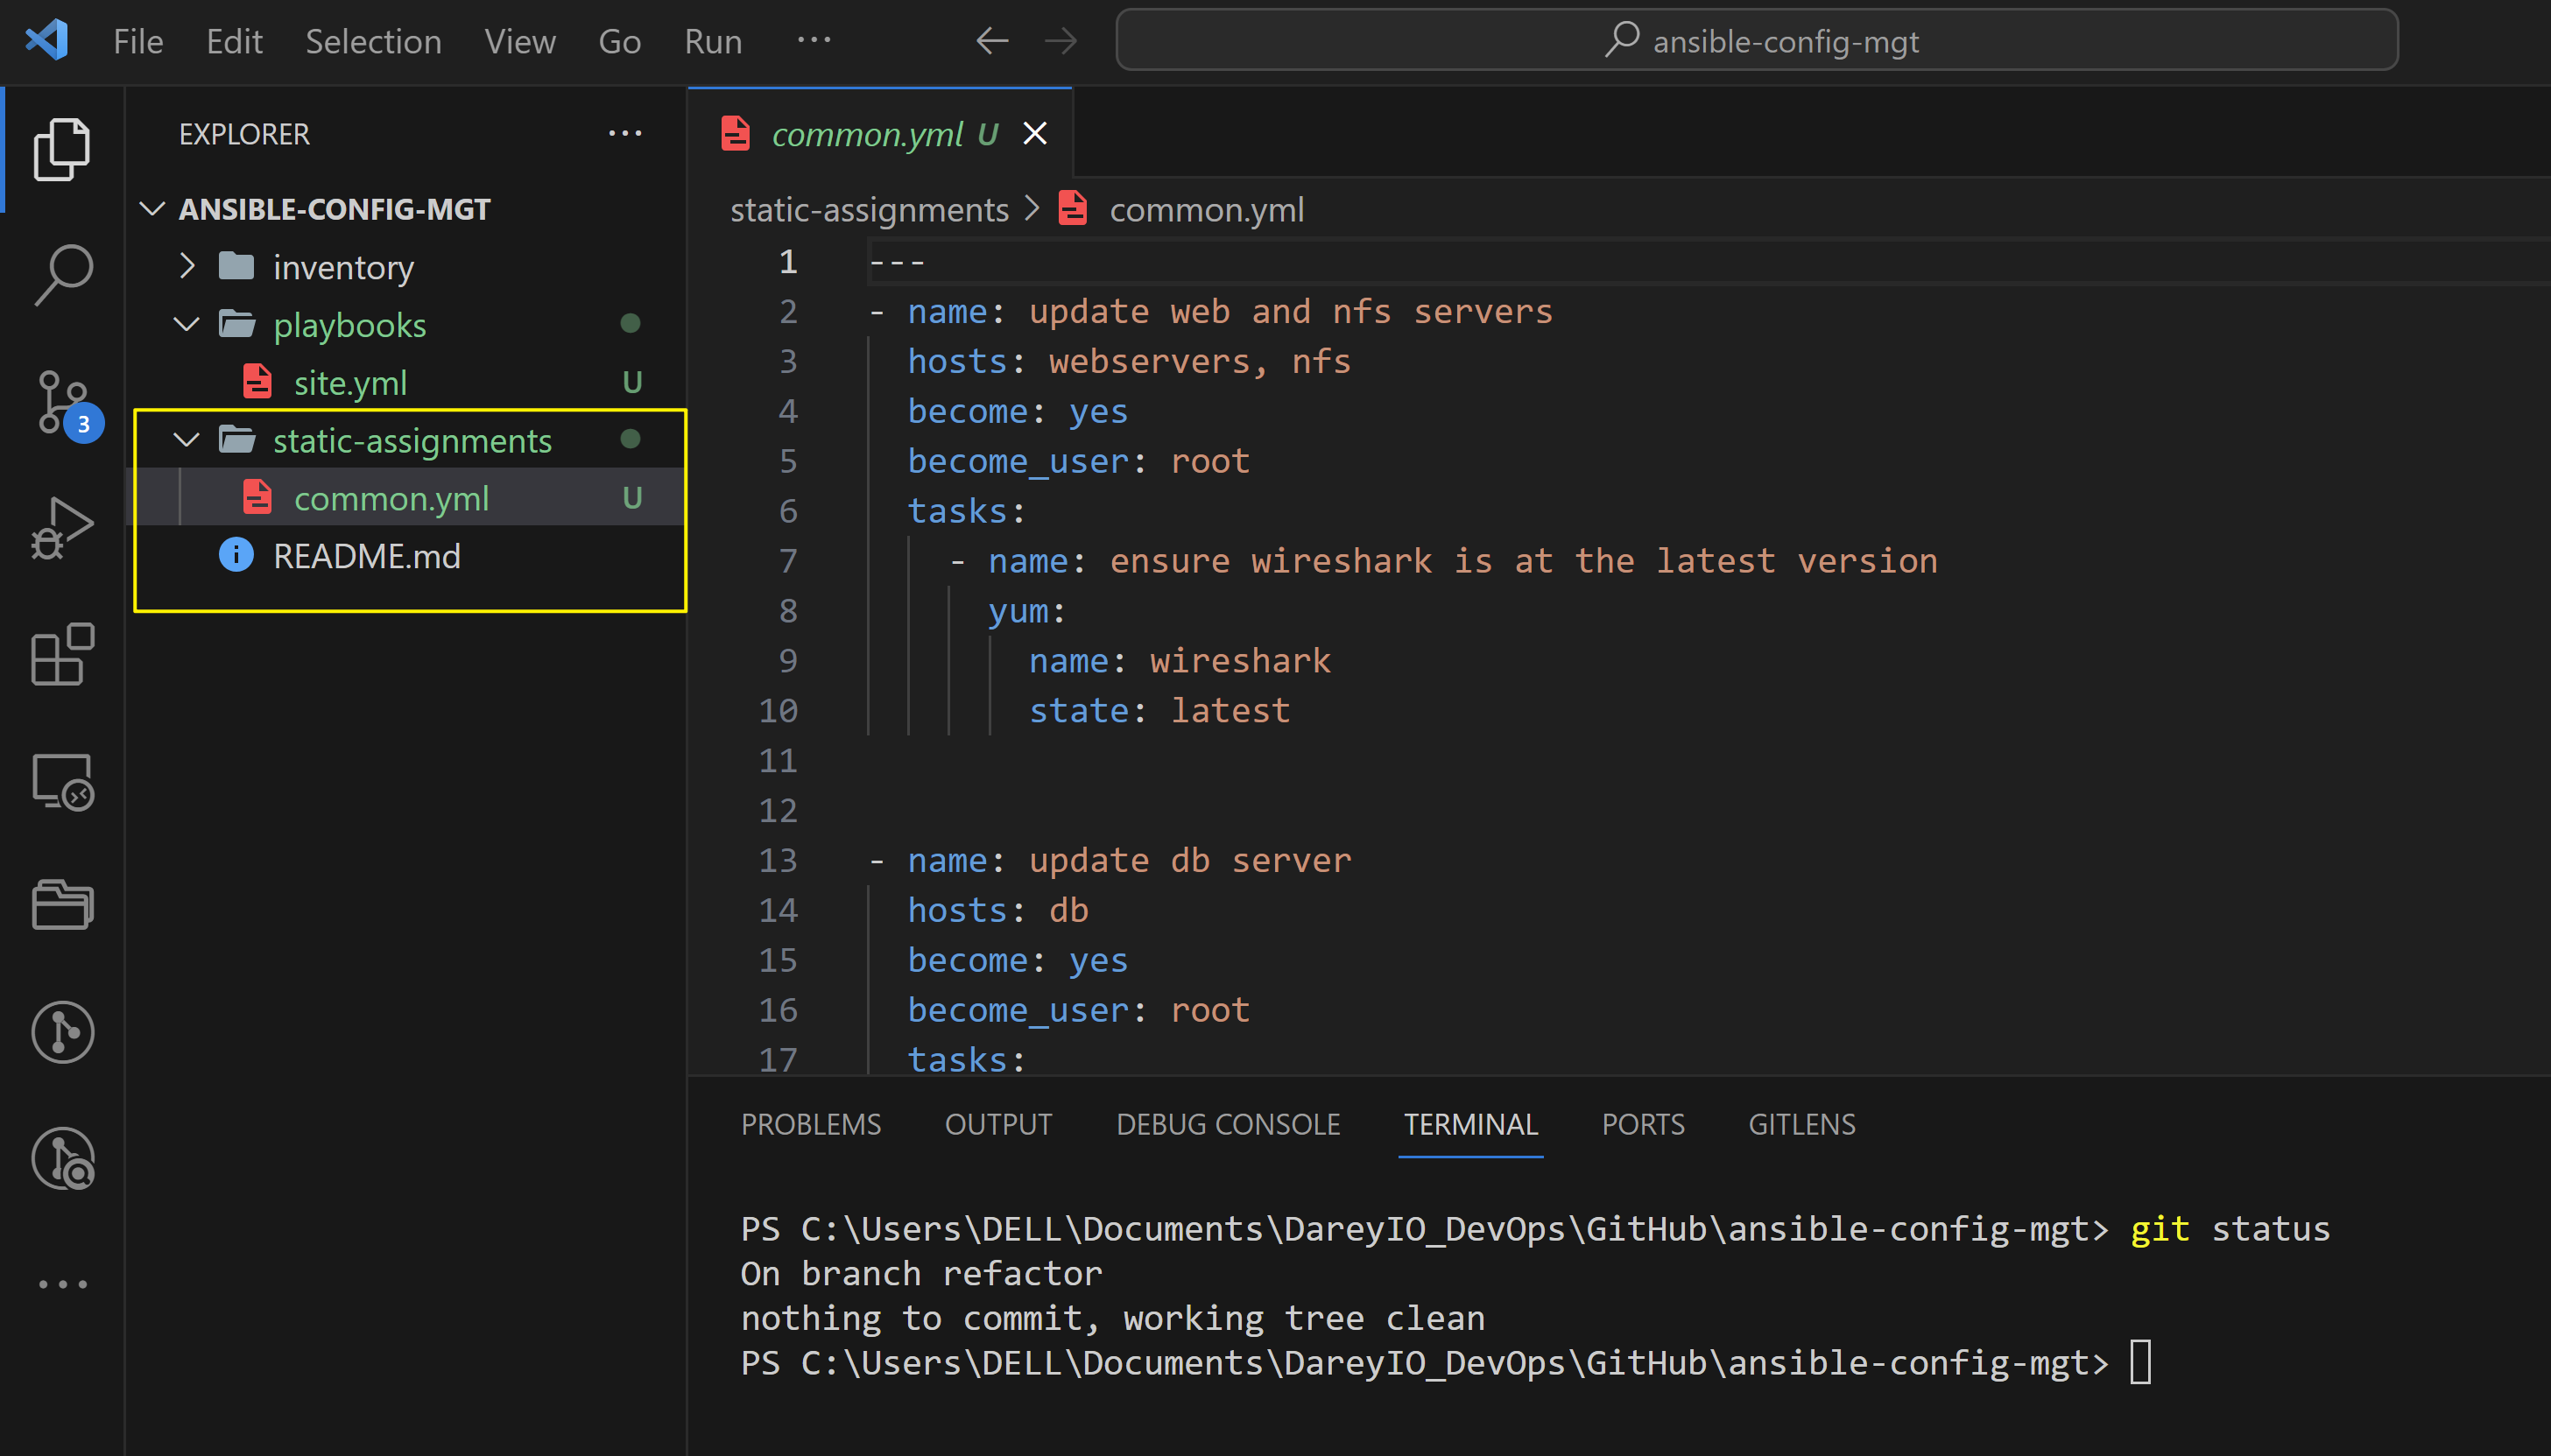 File Edit Selection View Go Run ···
ansible-config-mgt
EXPLORER
ANSIBLE-CONFIG-MGT
inventory
playbooks
site.yml U
static-assignments
common.yml U
README.md
3
common.yml U
static-assignments > common.yml
1 ---
2 - name: update web and nfs servers
3 hosts: webservers, nfs
4 become: yes
5 become_user: root
6 tasks:
7 - name: ensure wireshark is at the latest version
8 yum:
9 name: wireshark
10 state: latest
11
12
13 - name: update db server
14 hosts: db
15 become: yes
16 become_user: root
17 tasks:
PROBLEMS OUTPUT DEBUG CONSOLE TERMINAL PORTS GITLENS
PS C:\Users\DELL\Documents\DareyIO_DevOps\GitHub\ansible-config-mgt> git status
On branch refactor
nothing to commit, working tree clean
PS C:\Users\DELL\Documents\DareyIO_DevOps\GitHub\ansible-config-mgt>